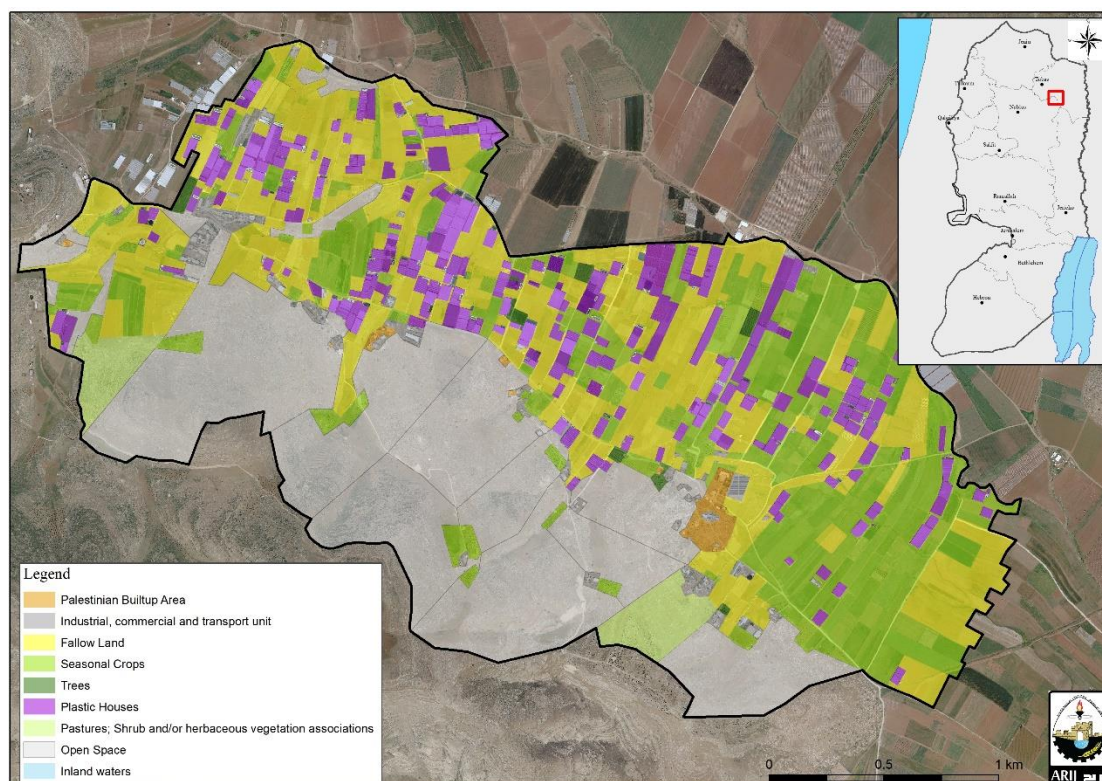 Jenin
Tubas
Tulkarem
Nablus
Qalqiliya
Salfit
Ramallah
Jericho
Jerusalem
Bethlehem
Hebron
Legend
Palestinian Builtup Area
Industrial, commercial and transport unit
Fallow Land
Seasonal Crops
Trees
Plastic Houses
Pastures; Shrub and/or herbaceous vegetation associations
Open Space
Inland waters
0 0.5 1 km
ARIJ